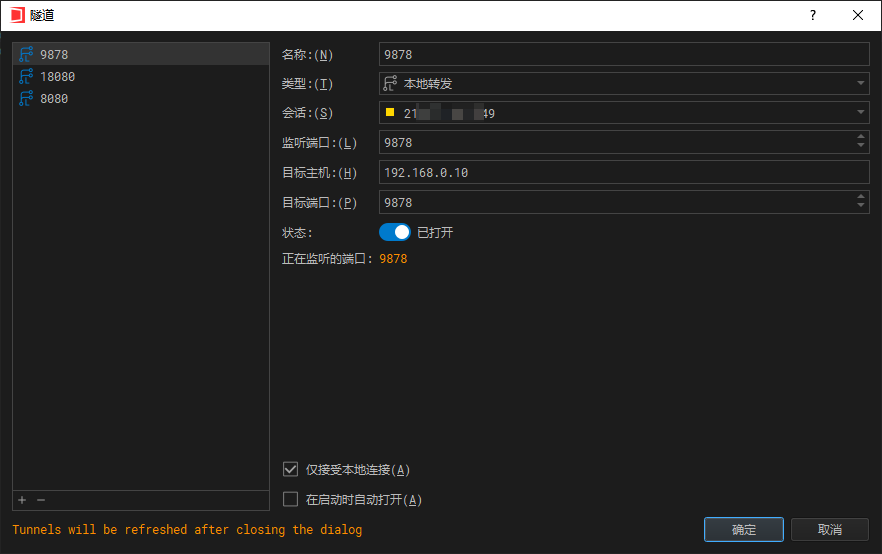 隧道
?
9878
18080
8080
名称:(N) 9878
类型:(T) 本地转发
会话:(S) 21 49
监听端口:(L) 9878
目标主机:(H) 192.168.0.10
目标端口:(P) 9878
状态: 已打开
正在监听的端口: 9878
仅接受本地连接(A)
在启动时自动打开(A)
Tunnels will be refreshed after closing the dialog
确定 取消